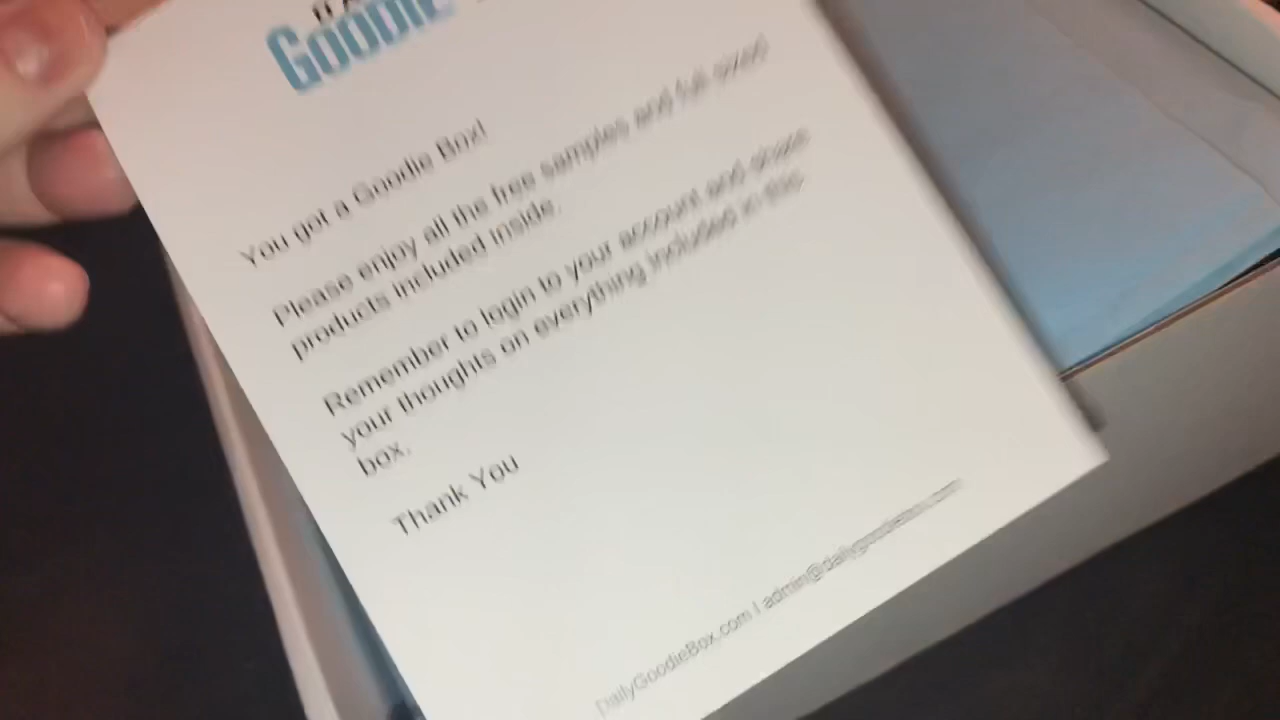 Goodie
You got a Goodie Box!
Please enjoy all the free samples and full sized
products included inside.
Remember to login to your account and share
your thoughts on everything included in this
box.
Thank You
DailyGoodieBox.com | admin@dailygoodiebox.com